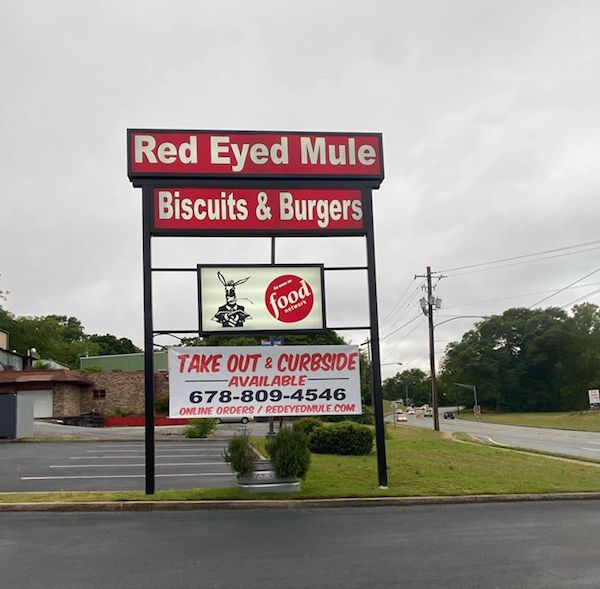 Red Eyed Mule
Biscuits & Burgers
As seen on
food
network
TAKE OUT & CURBSIDE
AVAILABLE
678-809-4546
ONLINE ORDERS / REDEYEDMULE.COM